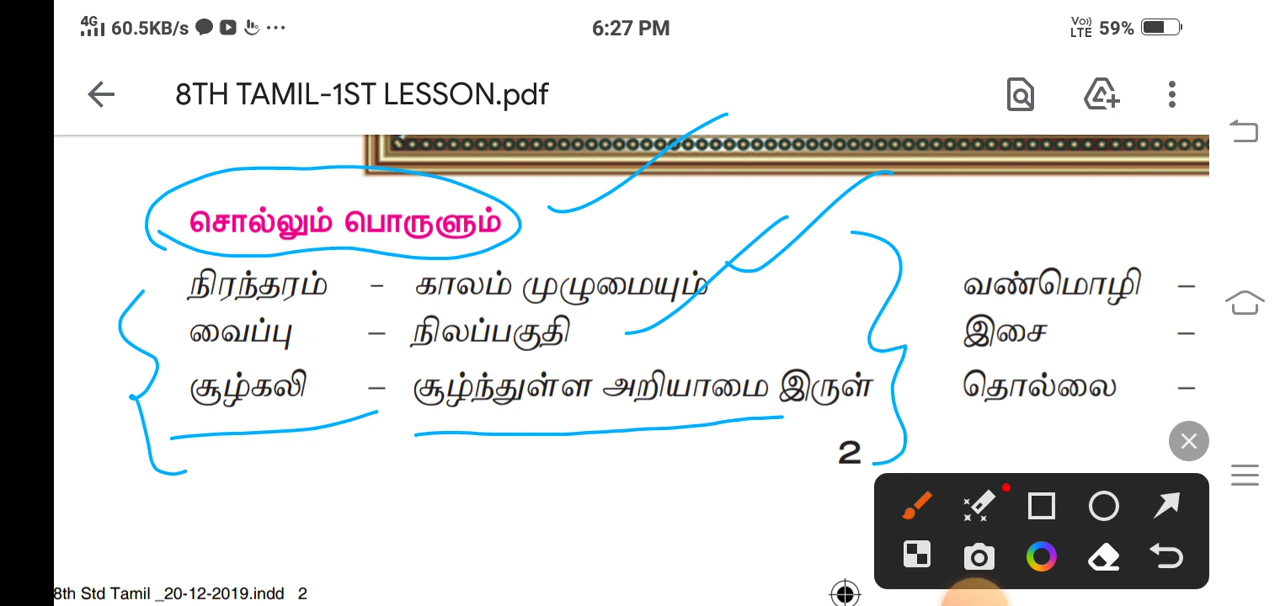 4G 60.5KB/s ... 6:27 PM Vo)) LTE 59%
8TH TAMIL-1ST LESSON.pdf
சொல்லும் பொருளும்
நிரந்தரம் – காலம் முழுமையும் வண்மொழி –
வைப்பு – நிலப்பகுதி இசை –
சூழ்கலி – சூழ்ந்துள்ள அறியாமை இருள் தொல்லை –
2
8th Std Tamil _20-12-2019.indd 2